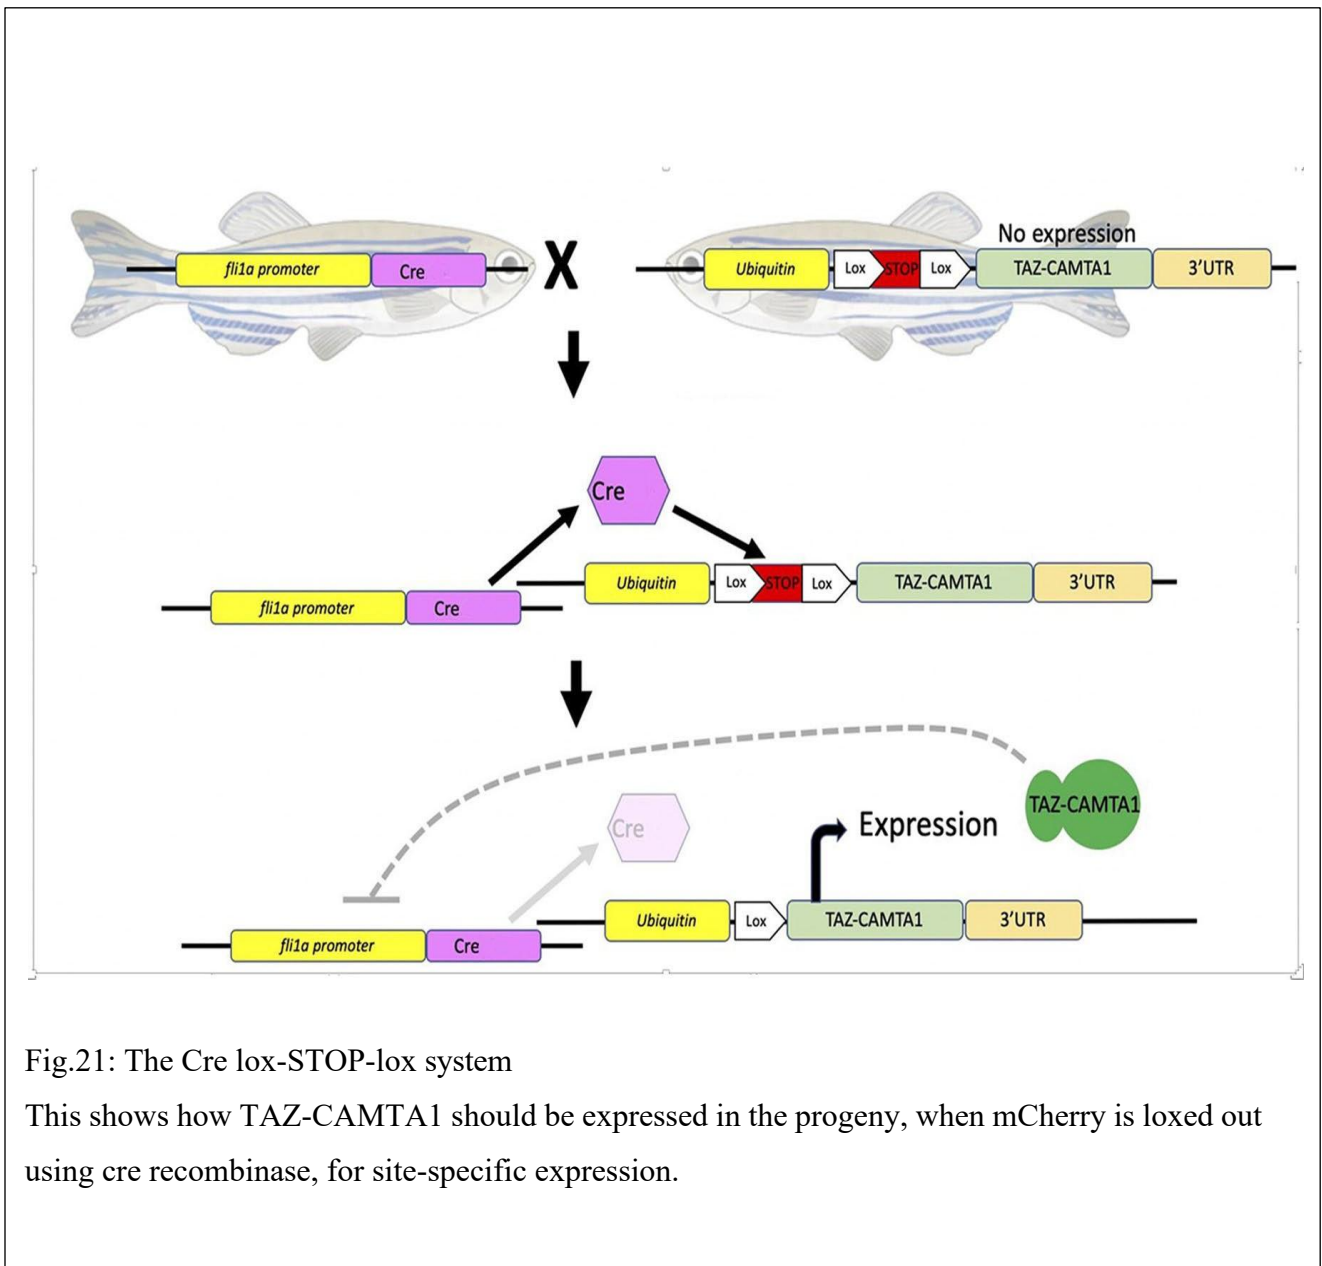 No expression
fli1a promoter Cre X Ubiquitin Lox STOP Lox TAZ-CAMTA1 3'UTR
Cre
Ubiquitin Lox STOP Lox TAZ-CAMTA1 3'UTR
fli1a promoter Cre
TAZ-CAMTA1
Cre Expression
Ubiquitin Lox TAZ-CAMTA1 3'UTR
fli1a promoter Cre
Fig.21: The Cre lox-STOP-lox system
This shows how TAZ-CAMTA1 should be expressed in the progeny, when mCherry is loxed out
using cre recombinase, for site-specific expression.